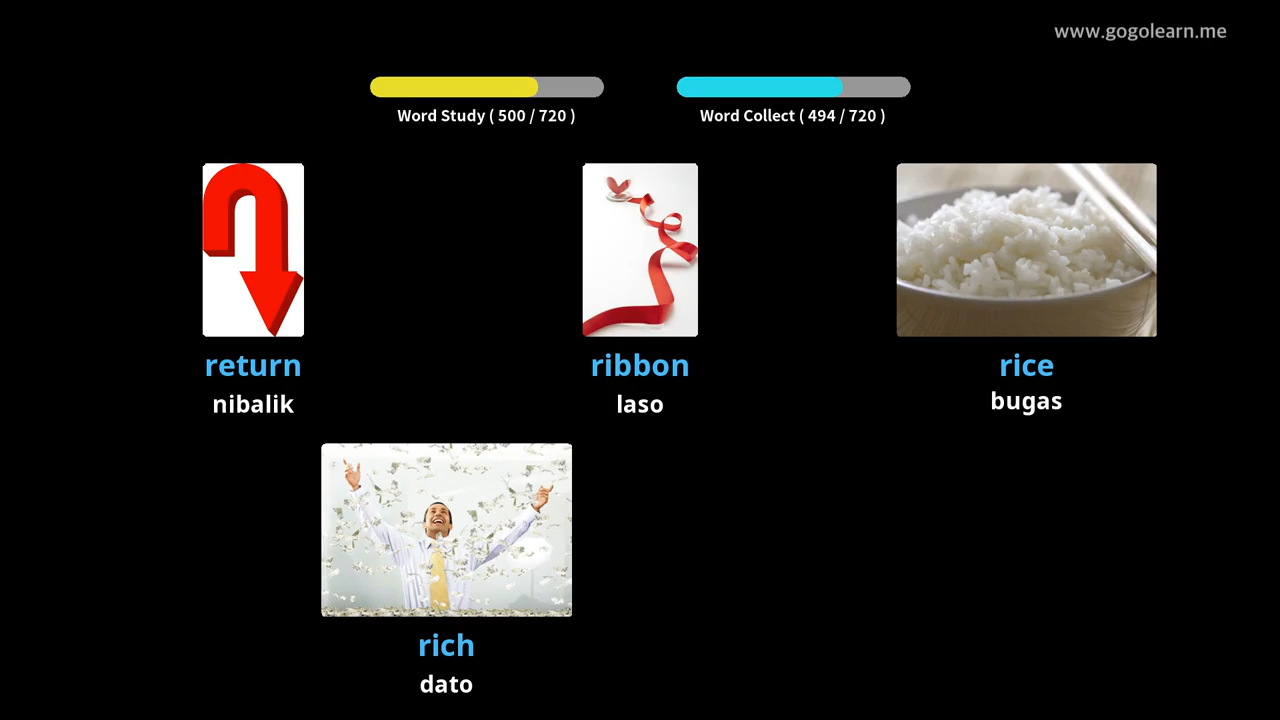 www.gogolearn.me
Word Study ( 500 / 720 )
Word Collect ( 494 / 720 )
return
nibalik
ribbon
laso
rice
bugas
rich
dato